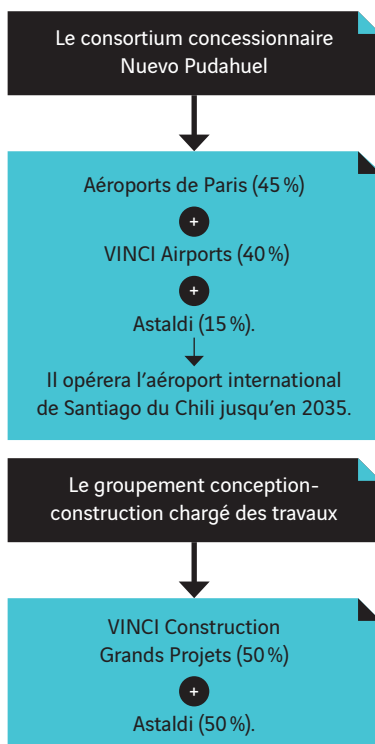 Le consortium concessionnaire
Nuevo Pudahuel
Aéroports de Paris (45 %)
+
VINCI Airports (40 %)
+
Astaldi (15 %).
Il opérera l'aéroport international
de Santiago du Chili jusqu'en 2035.
Le groupement conception-
construction chargé des travaux
VINCI Construction
Grands Projets (50 %)
+
Astaldi (50 %).